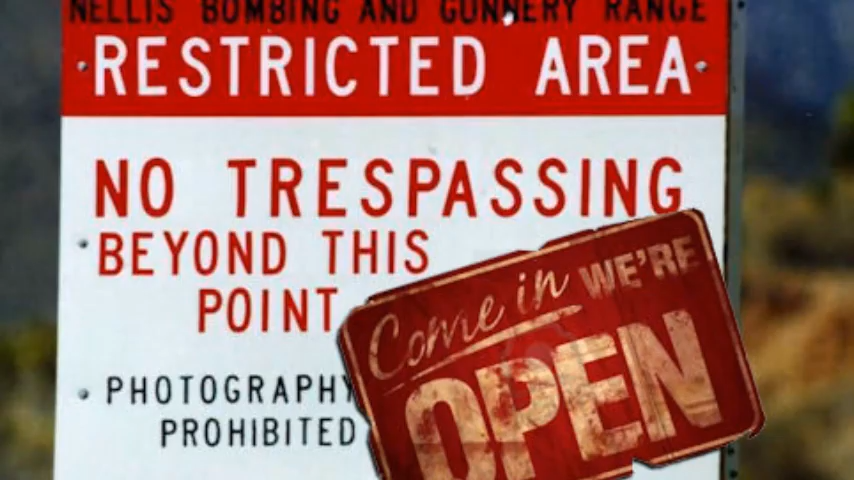 NELLIS BOMBING AND GUNNERY RANGE
RESTRICTED AREA
NO TRESPASSING
BEYOND THIS
POINT
PHOTOGRAPHY
PROHIBITED
Come in WE'RE
OPEN